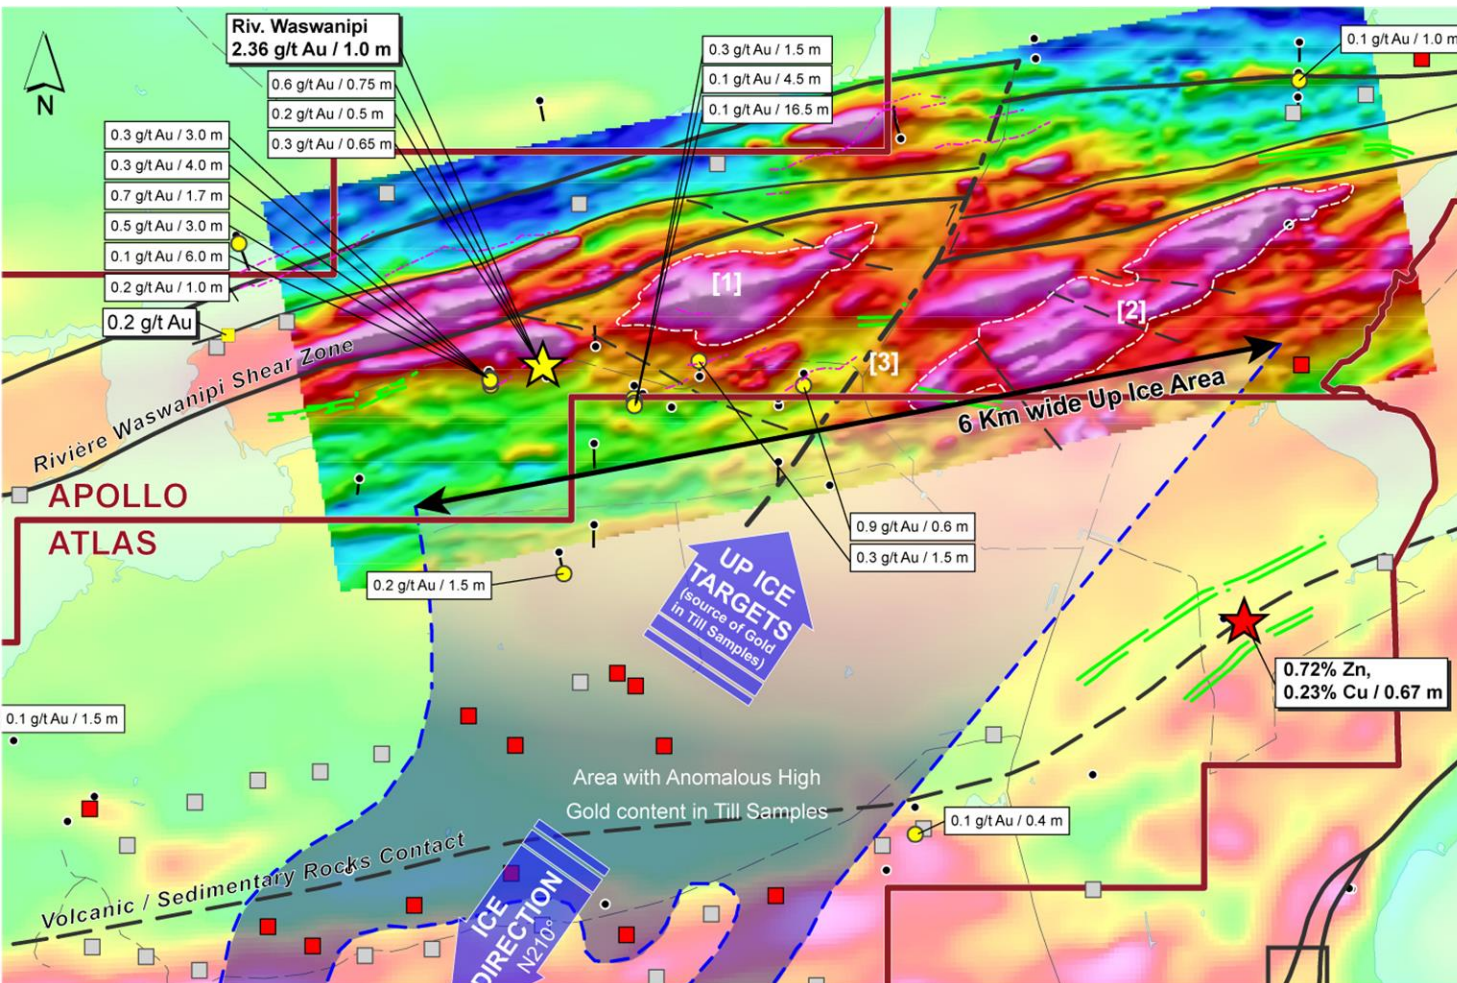 Riv. Waswanipi
2.36 g/t Au / 1.0 m
0.6 g/t Au / 0.75 m
0.2 g/t Au / 0.5 m
0.3 g/t Au / 0.65 m
0.3 g/t Au / 1.5 m
0.1 g/t Au / 4.5 m
0.1 g/t Au / 16.5 m
0.1 g/t Au / 1.0 m
N
0.3 g/t Au / 3.0 m
0.3 g/t Au / 4.0 m
0.7 g/t Au / 1.7 m
0.5 g/t Au / 3.0 m
0.1 g/t Au / 6.0 m
0.2 g/t Au / 1.0 m
0.2 g/t Au
[1]
[2]
[3]
Rivière Waswanipi Shear Zone
6 Km wide Up Ice Area
APOLLO
ATLAS
0.9 g/t Au / 0.6 m
0.3 g/t Au / 1.5 m
0.2 g/t Au / 1.5 m
UP ICE
TARGETS
(source of Gold
in Till Samples)
0.72% Zn,
0.23% Cu / 0.67 m
0.1 g/t Au / 1.5 m
Area with Anomalous High
Gold content in Till Samples
0.1 g/t Au / 0.4 m
Volcanic / Sedimentary Rocks Contact
ICE
DIRECTION
N210°